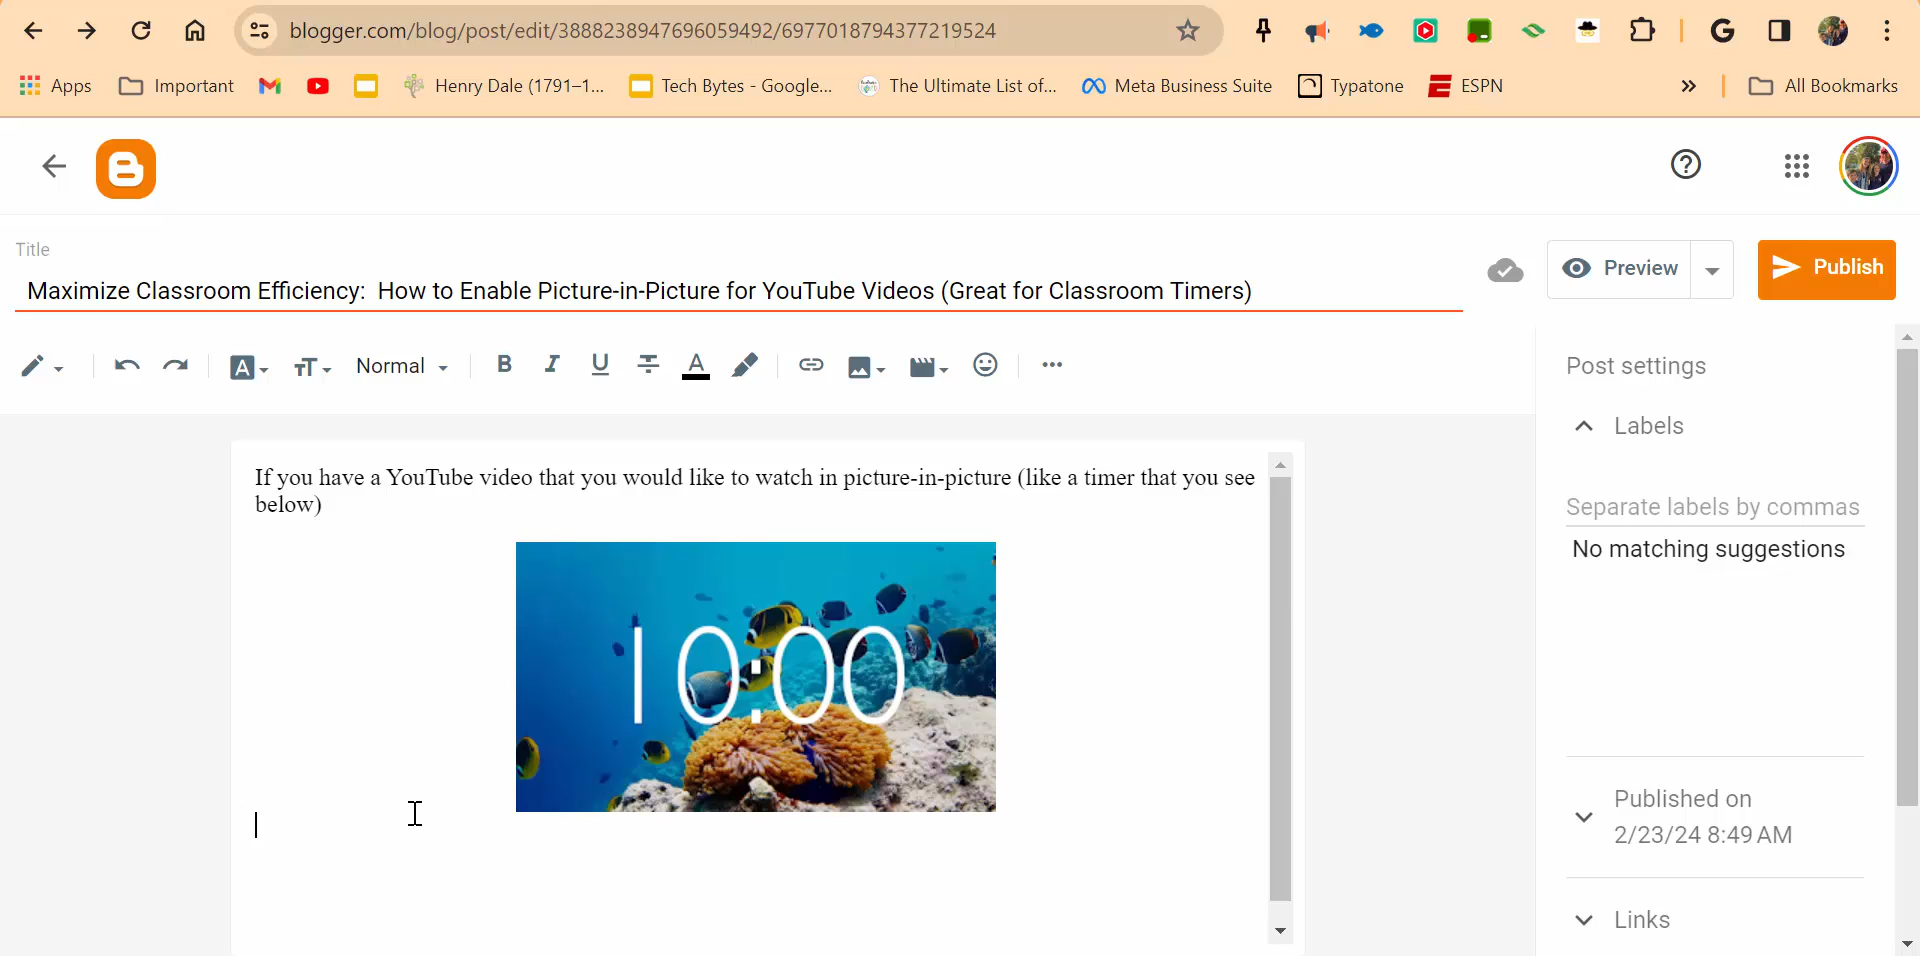 blogger.com/blog/post/edit/3888238947696059492/6977018794377219524
Apps Important Henry Dale (1791–1... Tech Bytes - Google... The Ultimate List of... Meta Business Suite Typatone ESPN » All Bookmarks
Title
Maximize Classroom Efficiency:  How to Enable Picture-in-Picture for YouTube Videos (Great for Classroom Timers)
Preview Publish
Normal B I U A
Post settings
Labels
Separate labels by commas
No matching suggestions
If you have a YouTube video that you would like to watch in picture-in-picture (like a timer that you see
below)
10:00
Published on
2/23/24 8:49 AM
Links